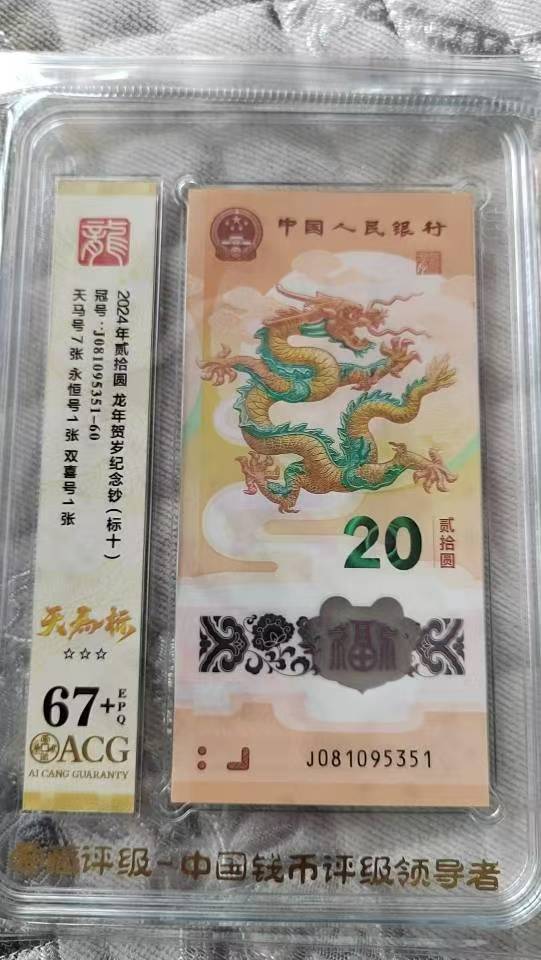 龍
2024年贰拾圆 龙年贺岁纪念钞（标十）
冠号：J081095351-60
天马号7张 永恒号1张 双喜号1张
天马标
67+
EPQ
ACG
AI CANG GUARANTY
中国人民银行
20
贰拾圆
福
J081095351
评级-中国钱币评级领导者